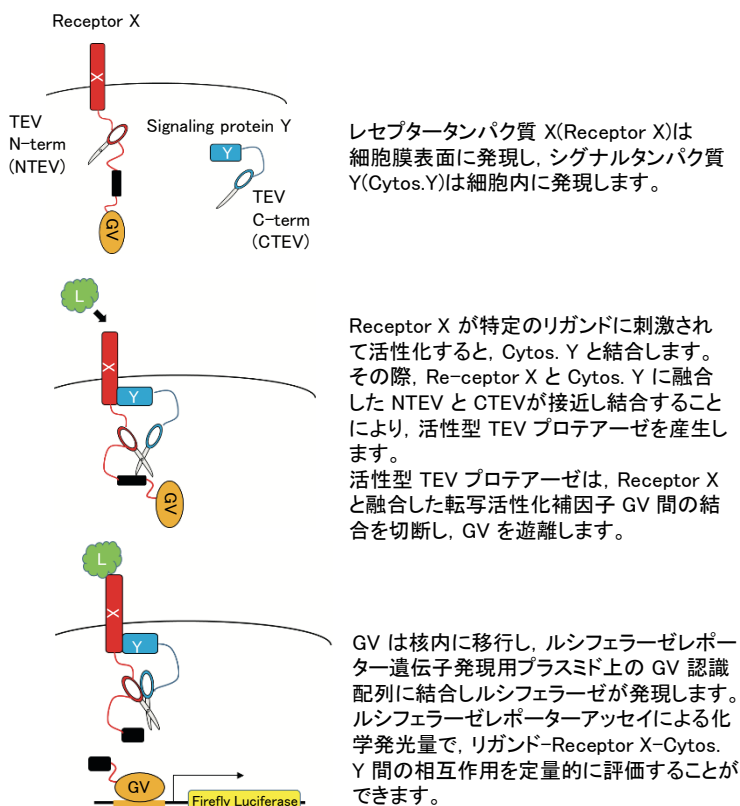 Receptor X
X
TEV
N-term
(NTEV)
Signaling protein Y
Y
TEV
C-term
(CTEV)
GV
レセプタータンパク質 X(Receptor X)は
細胞膜表面に発現し, シグナルタンパク質
Y(Cytos.Y)は細胞内に発現します。
L
X
Y
GV
Receptor X が特定のリガンドに刺激され
て活性化すると, Cytos. Y と結合します。
その際, Re-ceptor X と Cytos. Y に融合
した NTEV と CTEVが接近し結合すること
により, 活性型 TEV プロテアーゼを産生し
ます。
活性型 TEV プロテアーゼは, Receptor X
と融合した転写活性化補因子 GV 間の結
合を切断し, GV を遊離します。
L
X
Y
GV
Firefly Luciferase
GV は核内に移行し, ルシフェラーゼレポー
ター遺伝子発現用プラスミド上の GV 認識
配列に結合しルシフェラーゼが発現します。
ルシフェラーゼレポーターアッセイによる化
学発光量で, リガンド-Receptor X-Cytos.
Y 間の相互作用を定量的に評価することが
できます。